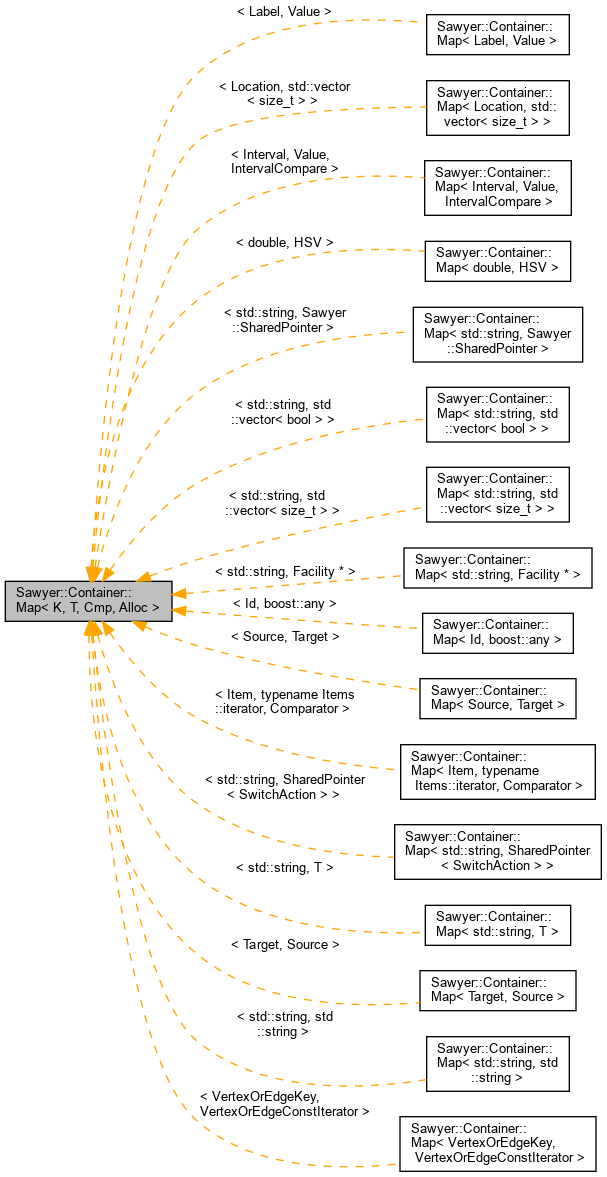 < Label, Value >
Sawyer::Container::
Map< Label, Value >
< Location, std::vector
< size_t > >
Sawyer::Container::
Map< Location, std::
vector< size_t > >
< Interval, Value,
IntervalCompare >
Sawyer::Container::
Map< Interval, Value,
IntervalCompare >
< double, HSV >
Sawyer::Container::
Map< double, HSV >
< std::string, Sawyer
::SharedPointer >
Sawyer::Container::
Map< std::string, Sawyer
::SharedPointer >
< std::string, std
::vector< bool > >
Sawyer::Container::
Map< std::string, std
::vector< bool > >
< std::string, std
::vector< size_t > >
Sawyer::Container::
Map< std::string, std
::vector< size_t > >
< std::string, Facility * >
Sawyer::Container::
Map< std::string, Facility * >
Sawyer::Container::
Map< K, T, Cmp, Alloc >
< Id, boost::any >
Sawyer::Container::
Map< Id, boost::any >
< Source, Target >
Sawyer::Container::
Map< Source, Target >
< Item, typename Items
::iterator, Comparator >
Sawyer::Container::
Map< Item, typename
Items::iterator, Comparator >
< std::string, SharedPointer
< SwitchAction > >
Sawyer::Container::
Map< std::string, SharedPointer
< SwitchAction > >
< std::string, T >
Sawyer::Container::
Map< std::string, T >
< Target, Source >
Sawyer::Container::
Map< Target, Source >
< std::string, std
::string >
Sawyer::Container::
Map< std::string, std
::string >
< VertexOrEdgeKey,
VertexOrEdgeConstIterator >
Sawyer::Container::
Map< VertexOrEdgeKey,
VertexOrEdgeConstIterator >